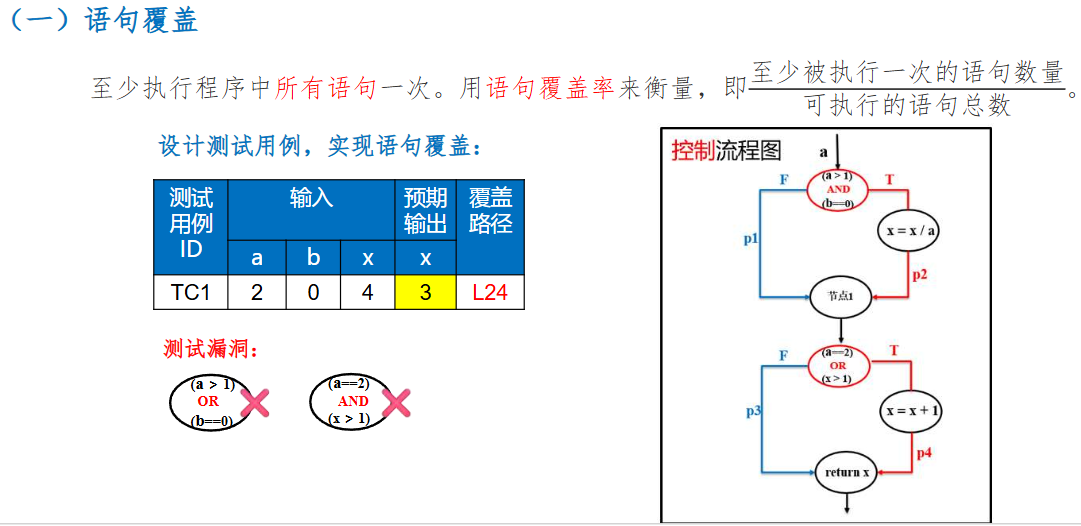 （一）语句覆盖
至少执行程序中所有语句一次。用语句覆盖率来衡量，即至少被执行一次的语句数量
可执行的语句总数。
设计测试用例，实现语句覆盖：
测试用例ID 输入 预期输出 覆盖路径
a b x x
TC1 2 0 4 3 L24
测试漏洞：
(a > 1)
OR
(b==0)
(a==2)
AND
(x > 1)
控制流程图
a
F
(a > 1)
AND
(b==0)
T
x = x / a
p1
p2
节点1
F
(a==2)
OR
(x > 1)
T
p3
x = x + 1
p4
return x